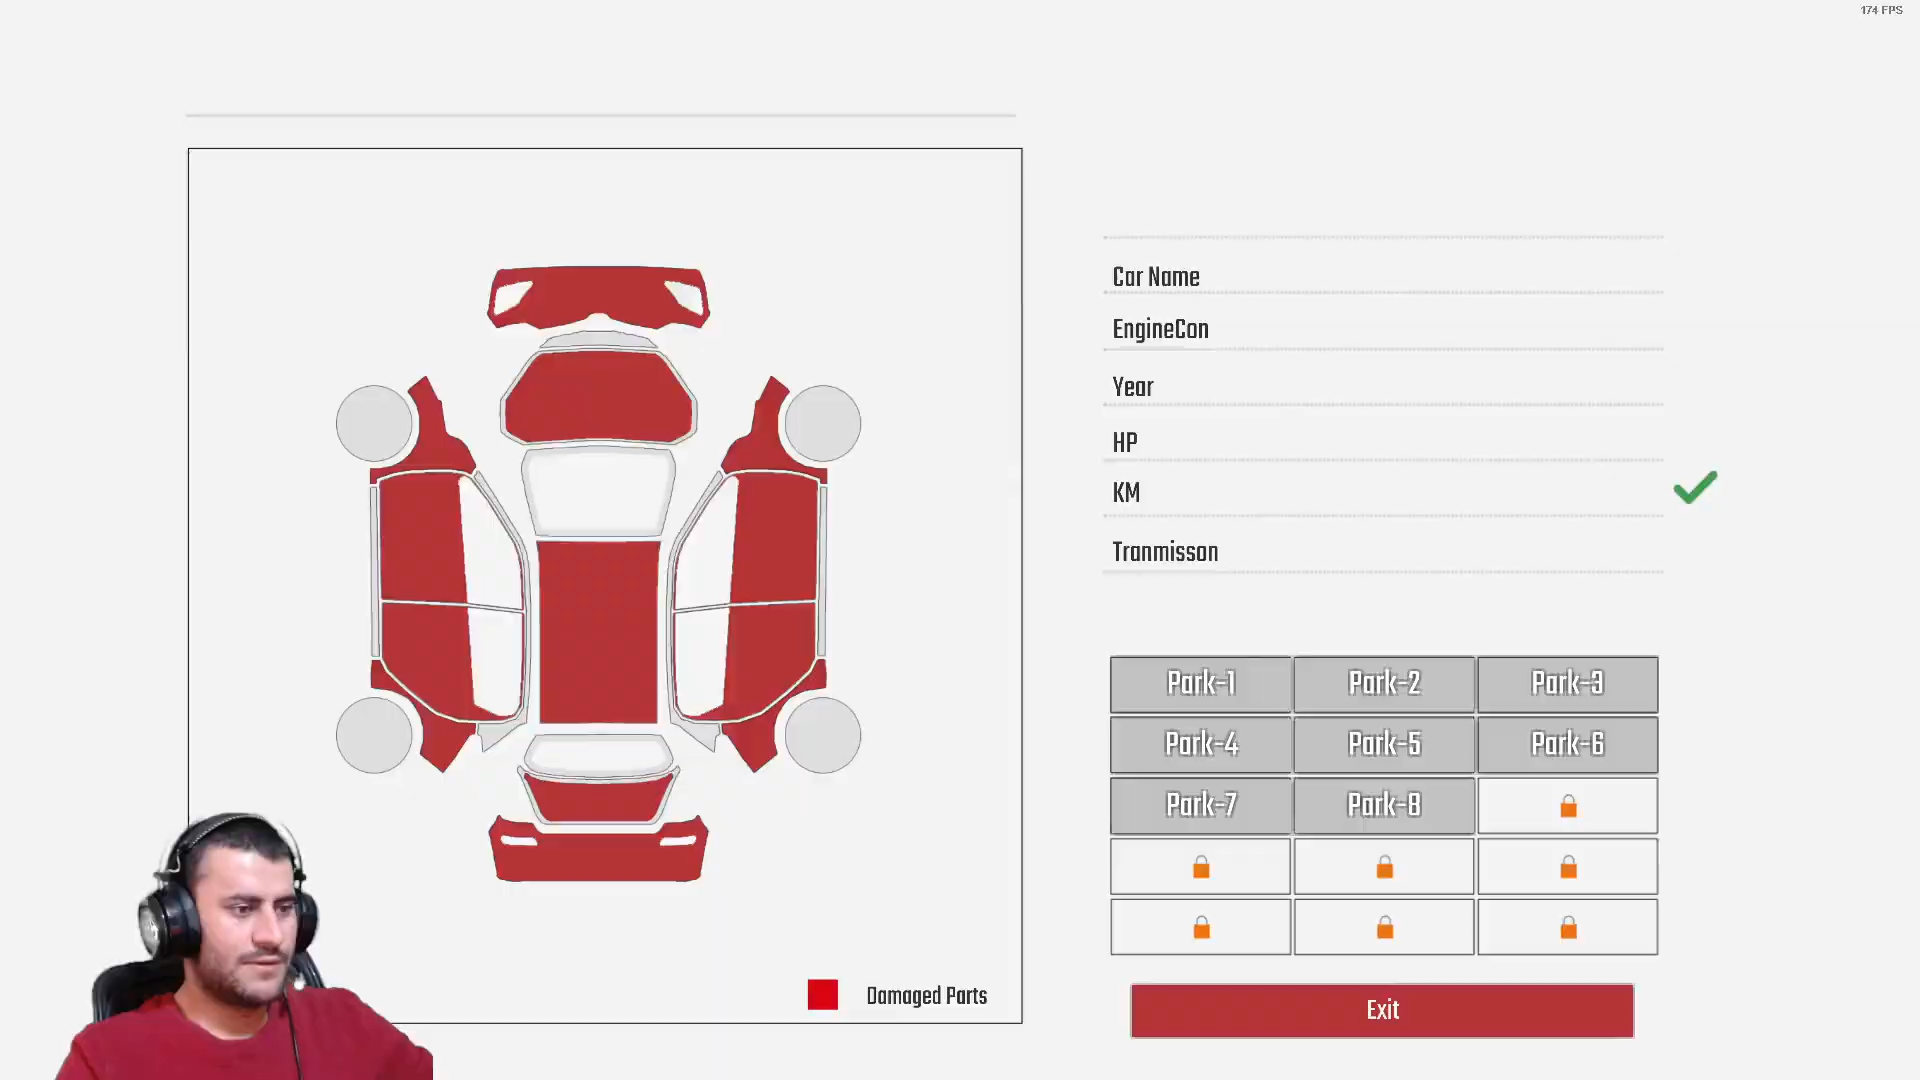 174 FPS
Car Name
EngineCon
Year
HP
KM
Tranmisson
Park-1 Park-2 Park-3
Park-4 Park-5 Park-6
Park-7 Park-8
Damaged Parts
Exit